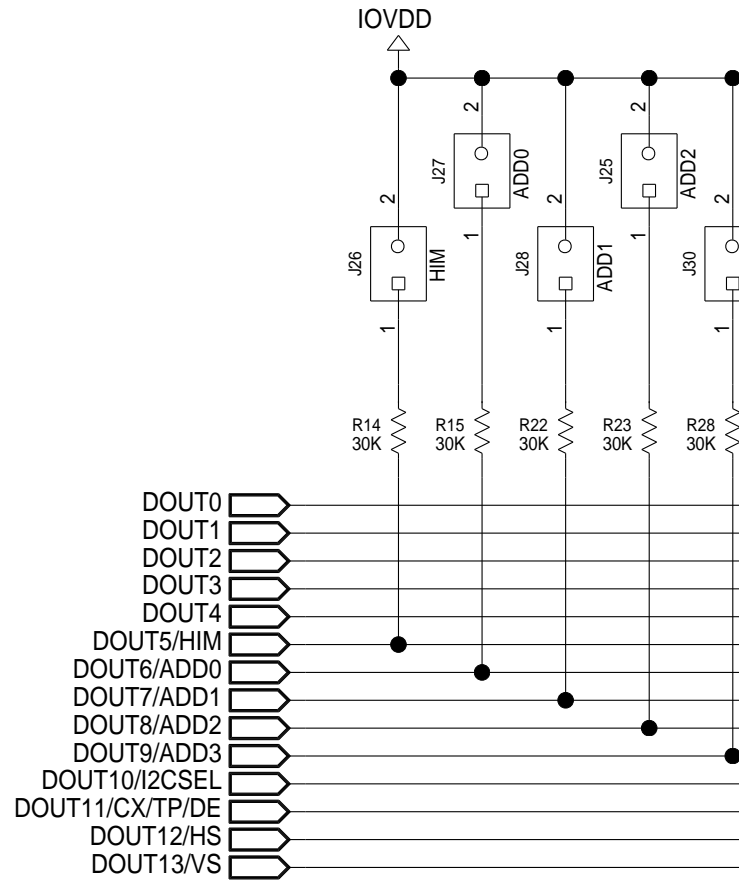 IOVDD
2
2
J27
ADD0
J25
ADD2
2
2
2
1
1
J26
HIM
J28
ADD1
J30
1
1
1
R14
30K
R15
30K
R22
30K
R23
30K
R28
30K
DOUT0
DOUT1
DOUT2
DOUT3
DOUT4
DOUT5/HIM
DOUT6/ADD0
DOUT7/ADD1
DOUT8/ADD2
DOUT9/ADD3
DOUT10/I2CSEL
DOUT11/CX/TP/DE
DOUT12/HS
DOUT13/VS